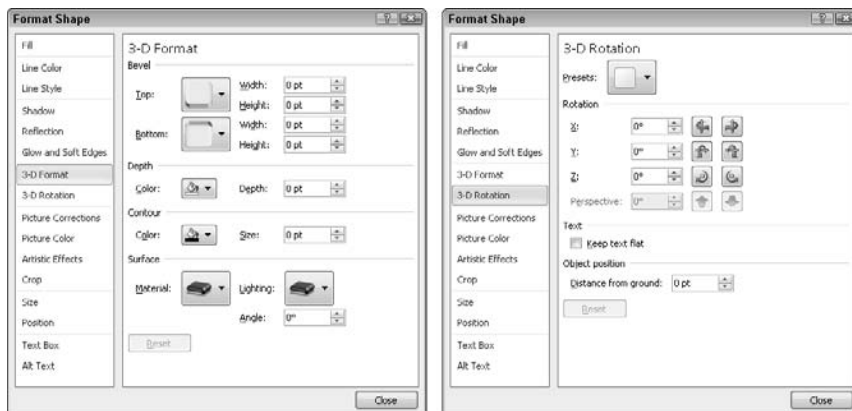 Format Shape
Fill
Line Color
Line Style
Shadow
Reflection
Glow and Soft Edges
3-D Format
3-D Rotation
Picture Corrections
Picture Color
Artistic Effects
Crop
Size
Position
Text Box
Alt Text
3-D Format
Bevel
Top:
Width: 0 pt
Height: 0 pt
Bottom:
Width: 0 pt
Height: 0 pt
Depth
Color: Depth: 0 pt
Contour
Color: Size: 0 pt
Surface
Material: Lighting:
Angle: 0°
Reset
Close
Format Shape
Fill
Line Color
Line Style
Shadow
Reflection
Glow and Soft Edges
3-D Format
3-D Rotation
Picture Corrections
Picture Color
Artistic Effects
Crop
Size
Position
Text Box
Alt Text
3-D Rotation
Presets:
Rotation
X: 0°
Y: 0°
Z: 0°
Perspective: 0°
Text
Keep text flat
Object position
Distance from ground: 0 pt
Reset
Close